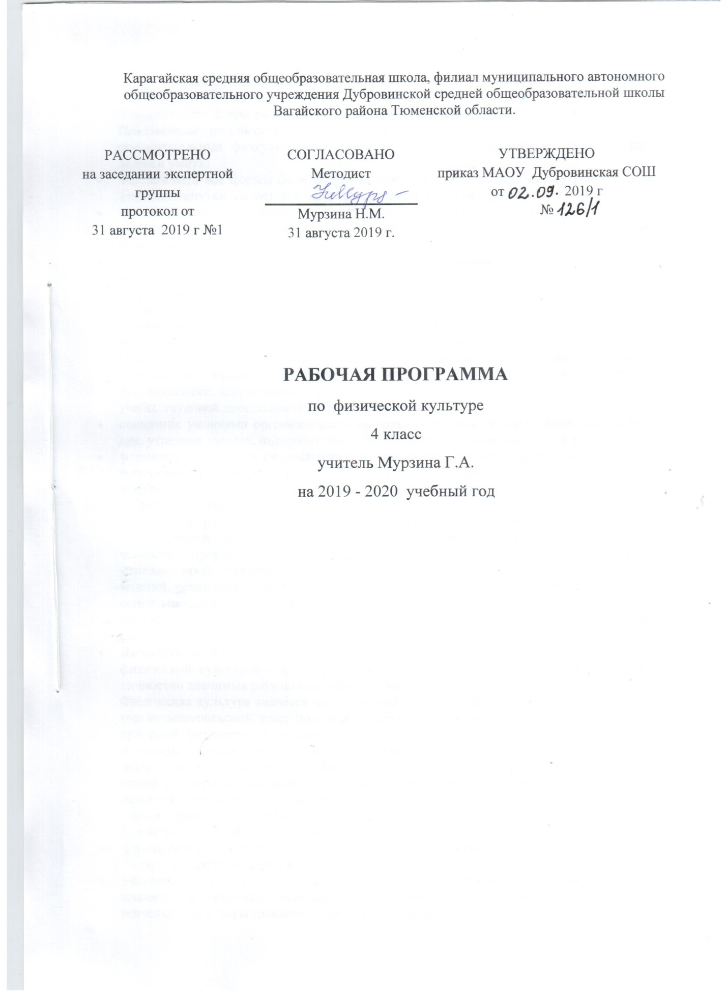 Карагайская средняя общеобразовательная школа, филиал муниципального автономного
общеобразовательного учреждения Дубровинской средней общеобразовательной школы
Вагайского района Тюменской области.
РАССМОТРЕНО
на заседании экспертной
группы
протокол от
31 августа 2019 г №1
СОГЛАСОВАНО
Методист
Мурзина Н.М.
31 августа 2019 г.
УТВЕРЖДЕНО
приказ МАОУ Дубровинская СОШ
от 02.09. 2019 г
№ 126/1
РАБОЧАЯ ПРОГРАММА
по физической культуре
4 класс
учитель Мурзина Г.А.
на 2019 - 2020 учебный год